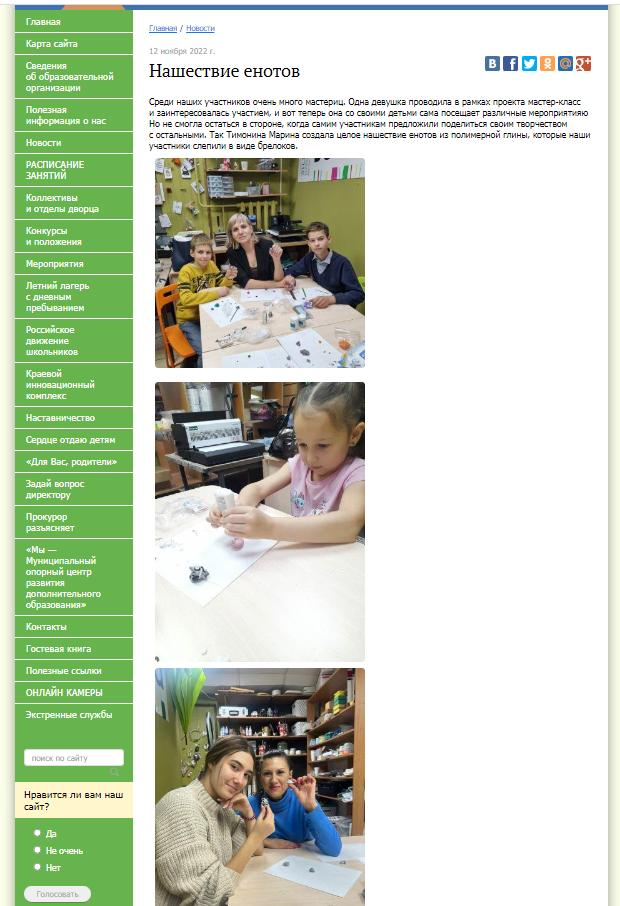 Главная
Карта сайта
Сведения
об образовательной
организации
Полезная
информация о нас
Новости
РАСПИСАНИЕ
ЗАНЯТИЙ
Коллективы
и отделы дворца
Конкурсы
и положения
Мероприятия
Летний лагерь
с дневным
пребыванием
Российское
движение
школьников
Краевой
инновационный
комплекс
Наставничество
Сердце отдаю детям
«Для Вас, родители»
Задай вопрос
директору
Прокурор
разъясняет
«Мы —
Муниципальный
опорный центр
развития
дополнительного
образования»
Контакты
Гостевая книга
Полезные ссылки
ОНЛАЙН КАМЕРЫ
Экстренные службы
поиск по сайту
Нравится ли вам наш
сайт?
Да
Не очень
Нет
Голосовать
Главная / Новости
12 ноября 2022 г.
Нашествие енотов
Среди наших участников очень много мастериц. Одна девушка проводила в рамках проекта мастер-класс
и заинтересовалась участием, и вот теперь она со своими детьми сама посещает различные мероприятияю
Но не смогла остаться в стороне, когда самим участникам предложили поделиться своим творчеством
с остальными. Так Тимонина Марина создала целое нашествие енотов из полимерной глины, которые наши
участники слепили в виде брелоков.